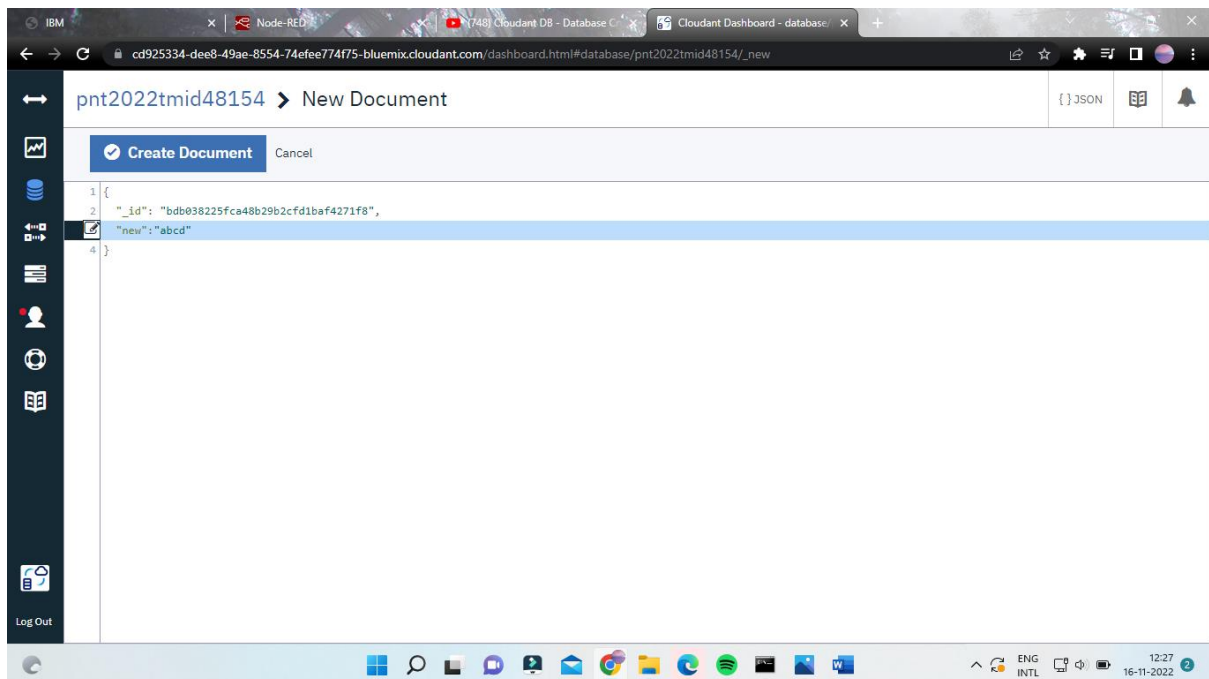 IBM
Node-RED
(748) Cloudant DB - Database C
Cloudant Dashboard - database/
cd925334-dee8-49ae-8554-74efee774f75-bluemix.cloudant.com/dashboard.html#database/pnt2022tmid48154/_new
pnt2022tmid48154 > New Document
{ } JSON
Create Document
Cancel
1 {
2 "_id": "bdb038225fca48b29b2cfd1baf4271f8",
"new":"abcd"
4 }
Log Out
ENG
INTL
12:27
16-11-2022
2